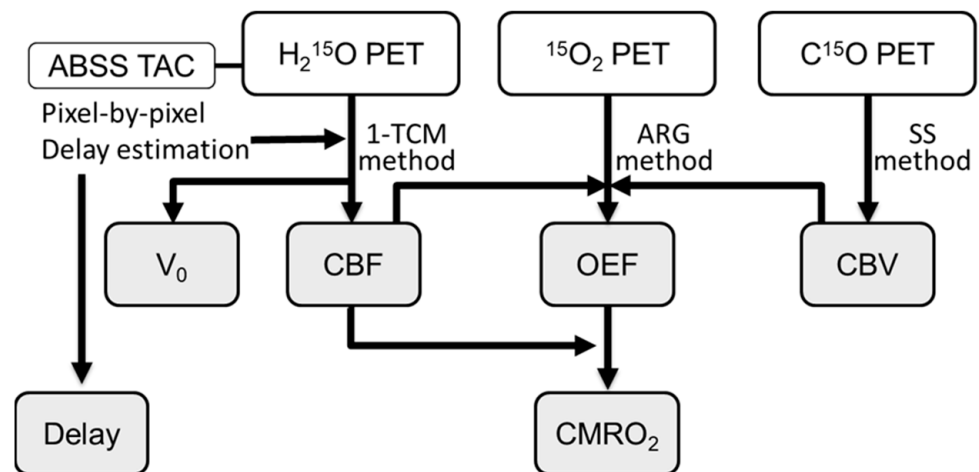 ABSS TAC
H₂¹⁵O PET
¹⁵O₂ PET
C¹⁵O PET
Pixel-by-pixel
Delay estimation
1-TCM
method
ARG
method
SS
method
V₀
CBF
OEF
CBV
Delay
CMRO₂